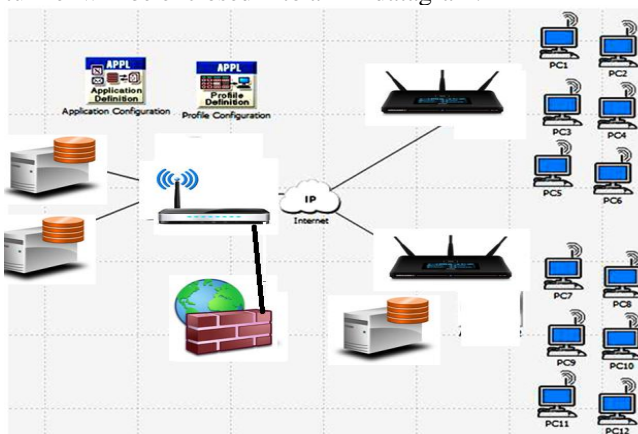 APPL
Application
Definition
Application Configuration
APPL
Profile
Definition
Profile Configuration
IP
Internet
PC1
PC2
PC3
PC4
PC5
PC6
PC7
PC8
PC9
PC10
PC11
PC12